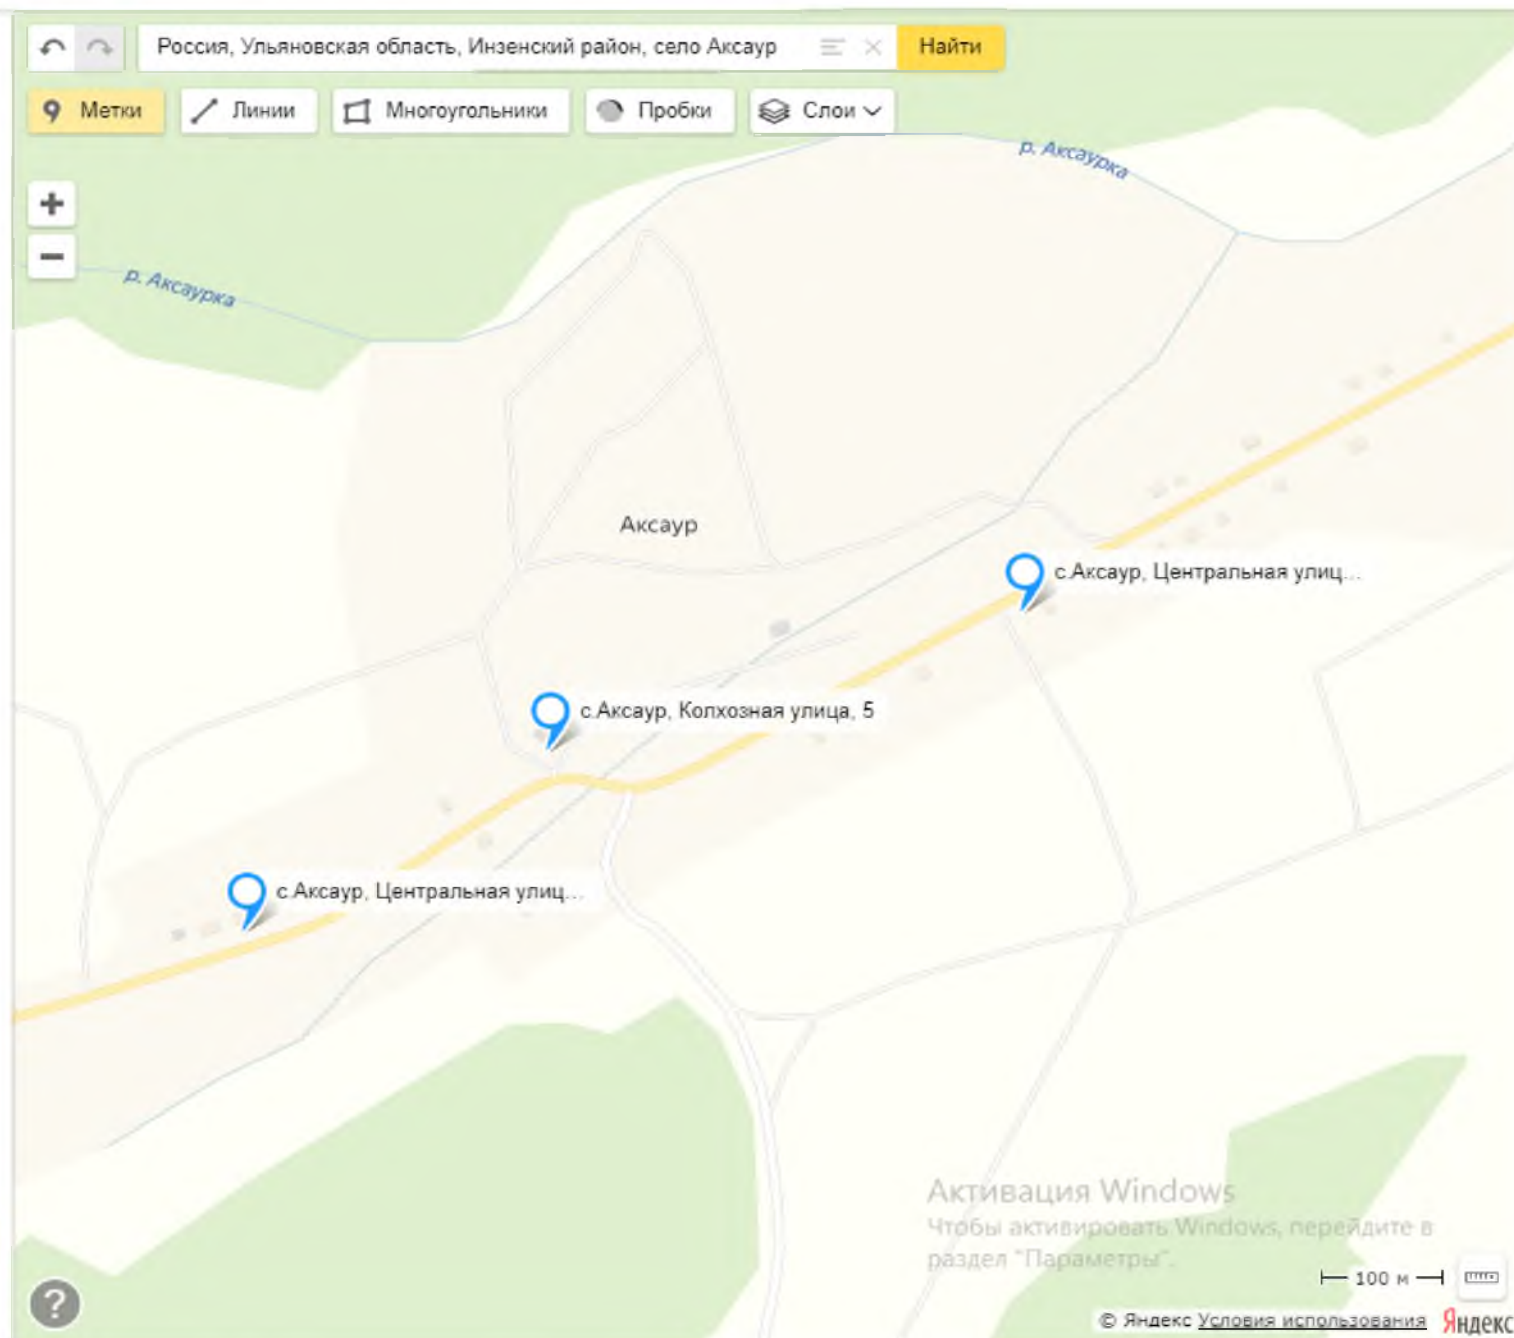 Россия, Ульяновская область, Инзенский район, село Аксаур
Найти
Метки
Линии
Многоугольники
Пробки
Слои
р. Аксаурка
р. Аксаурка
Аксаур
с.Аксаур, Центральная улиц...
с.Аксаур, Колхозная улица, 5
с.Аксаур, Центральная улиц...
Активация Windows
Чтобы активировать Windows, перейдите в
раздел "Параметры".
100 м
© Яндекс Условия использования Яндекс